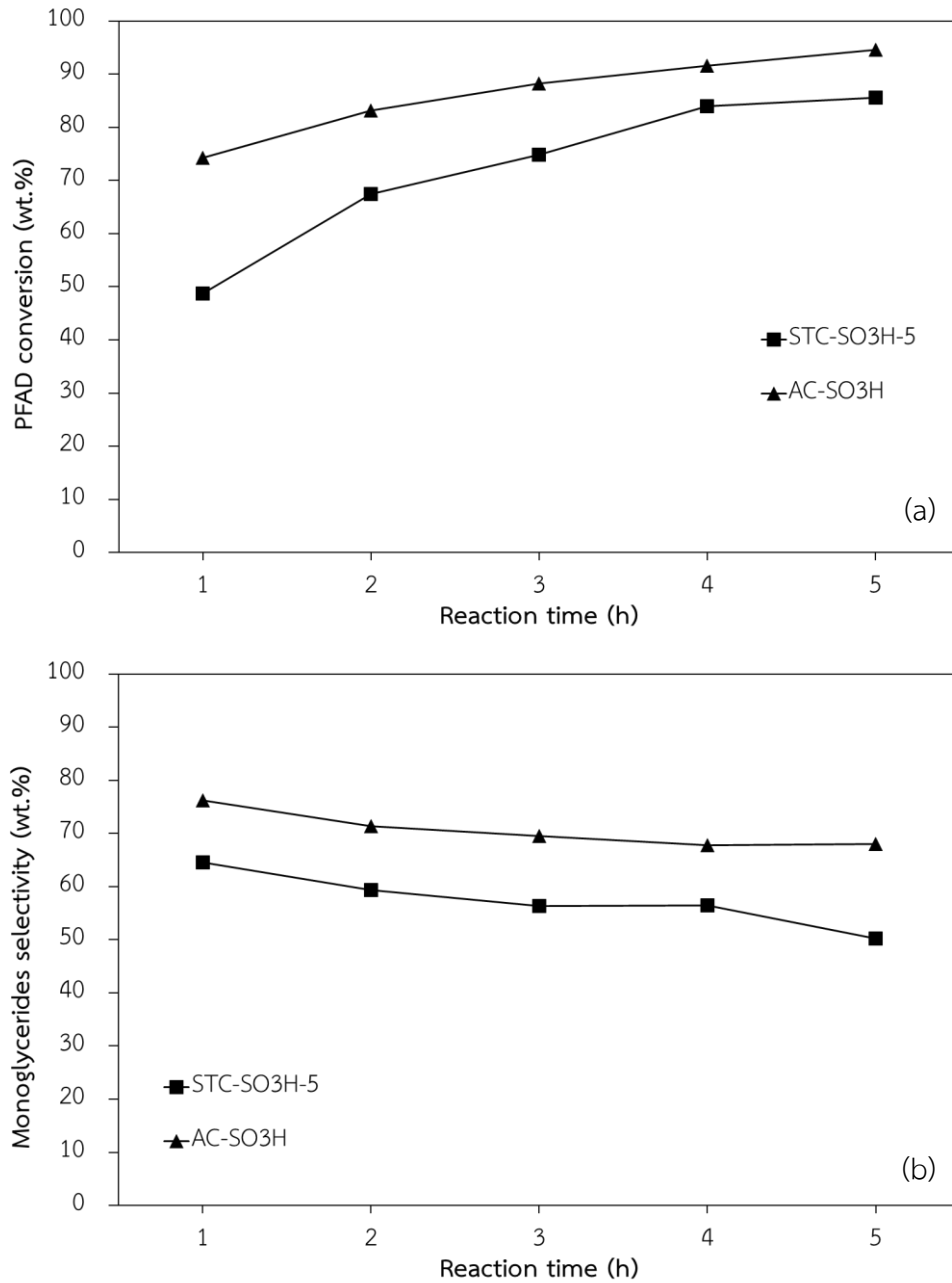 100
90
80
70
60
50
40
30
20
10
0
PFAD conversion (wt.%)
STC-SO3H-5
AC-SO3H
(a)
1 2 3 4 5
Reaction time (h)
100
90
80
70
60
50
40
30
20
10
0
Monoglycerides selectivity (wt.%)
STC-SO3H-5
AC-SO3H
(b)
1 2 3 4 5
Reaction time (h)